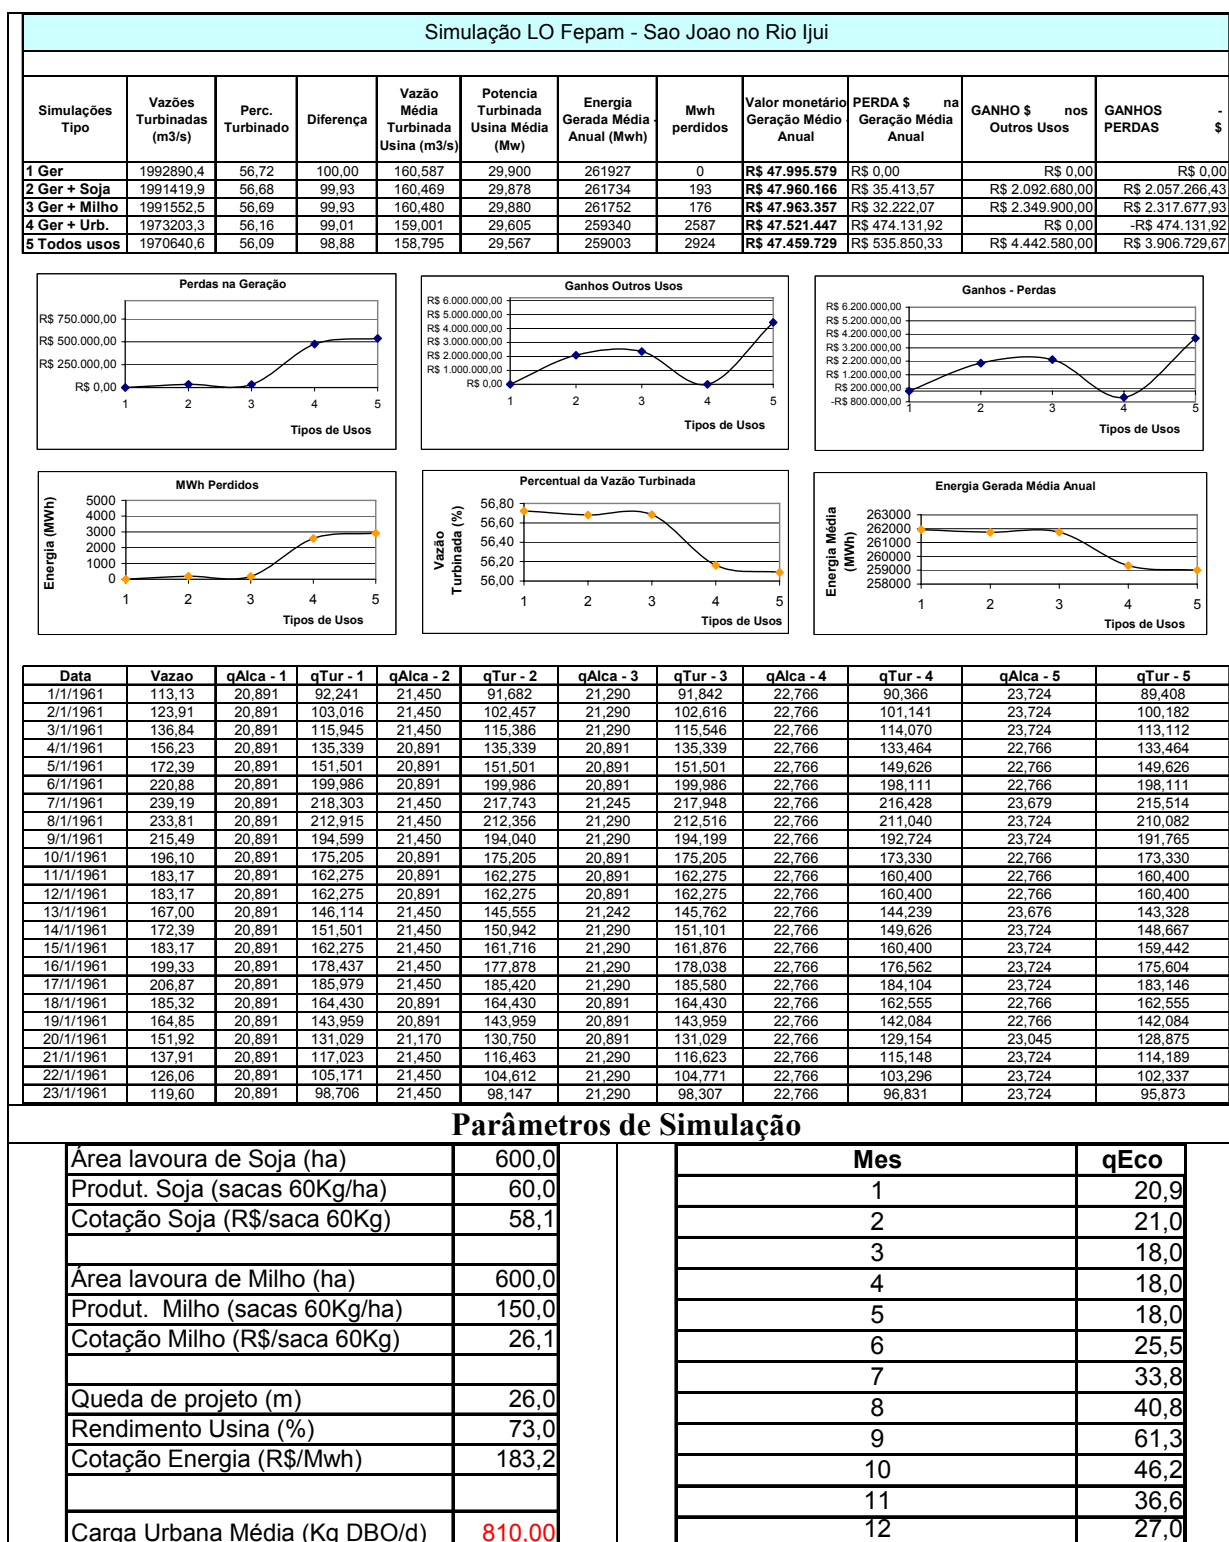 Simulação LO Fepam - Sao Joao no Rio Ijui
Simulações Tipo | Vazões Turbinadas (m3/s) | Perc. Turbinado | Diferença | Vazão Média Turbinada Usina (m3/s) | Potencia Turbinada Usina Média (Mw) | Energia Gerada Média - Anual (Mwh) | Mwh perdidos | Valor monetário Geração Médio - Anual | PERDA $ na Geração Média Anual | GANHO $ nos Outros Usos | GANHOS - PERDAS $
1 Ger | 1992890,4 | 56,72 | 100,00 | 160,587 | 29,900 | 261927 | 0 | R$ 47.995.579 | R$ 0,00 | R$ 0,00 | R$ 0,00
2 Ger + Soja | 1991419,9 | 56,68 | 99,93 | 160,469 | 29,878 | 261734 | 193 | R$ 47.960.166 | R$ 35.413,57 | R$ 2.092.680,00 | R$ 2.057.266,43
3 Ger + Milho | 1991552,5 | 56,69 | 99,93 | 160,480 | 29,880 | 261752 | 176 | R$ 47.963.357 | R$ 32.222,07 | R$ 2.349.900,00 | R$ 2.317.677,93
4 Ger + Urb. | 1973203,3 | 56,16 | 99,01 | 159,001 | 29,605 | 259340 | 2587 | R$ 47.521.447 | R$ 474.131,92 | R$ 0,00 | -R$ 474.131,92
5 Todos usos | 1970640,6 | 56,09 | 98,88 | 158,795 | 29,567 | 259003 | 2924 | R$ 47.459.729 | R$ 535.850,33 | R$ 4.442.580,00 | R$ 3.906.729,67
Perdas na Geração
R$ 750.000,00
R$ 500.000,00
R$ 250.000,00
R$ 0,00
1 2 3 4 5
Tipos de Usos
Ganhos Outros Usos
R$ 6.000.000,00
R$ 5.000.000,00
R$ 4.000.000,00
R$ 3.000.000,00
R$ 2.000.000,00
R$ 1.000.000,00
R$ 0,00
1 2 3 4 5
Tipos de Usos
Ganhos - Perdas
R$ 6.200.000,00
R$ 5.200.000,00
R$ 4.200.000,00
R$ 3.200.000,00
R$ 2.200.000,00
R$ 1.200.000,00
R$ 200.000,00
-R$ 800.000,00
1 2 3 4 5
Tipos de Usos
MWh Perdidos
Energia (MWh)
5000
4000
3000
2000
1000
0
1 2 3 4 5
Tipos de Usos
Percentual da Vazão Turbinada
Vazão Turbinada (%)
56,80
56,60
56,40
56,20
56,00
1 2 3 4 5
Tipos de Usos
Energia Gerada Média Anual
Energia Média (MWh)
263000
262000
261000
260000
259000
258000
1 2 3 4 5
Tipos de Usos
Data | Vazao | qAlca - 1 | qTur - 1 | qAlca - 2 | qTur - 2 | qAlca - 3 | qTur - 3 | qAlca - 4 | qTur - 4 | qAlca - 5 | qTur - 5
1/1/1961 | 113,13 | 20,891 | 92,241 | 21,450 | 91,682 | 21,290 | 91,842 | 22,766 | 90,366 | 23,724 | 89,408
2/1/1961 | 123,91 | 20,891 | 103,016 | 21,450 | 102,457 | 21,290 | 102,616 | 22,766 | 101,141 | 23,724 | 100,182
3/1/1961 | 136,84 | 20,891 | 115,945 | 21,450 | 115,386 | 21,290 | 115,546 | 22,766 | 114,070 | 23,724 | 113,112
4/1/1961 | 156,23 | 20,891 | 135,339 | 20,891 | 135,339 | 20,891 | 135,339 | 22,766 | 133,464 | 22,766 | 133,464
5/1/1961 | 172,39 | 20,891 | 151,501 | 20,891 | 151,501 | 20,891 | 151,501 | 22,766 | 149,626 | 22,766 | 149,626
6/1/1961 | 220,88 | 20,891 | 199,986 | 20,891 | 199,986 | 20,891 | 199,986 | 22,766 | 198,111 | 22,766 | 198,111
7/1/1961 | 239,19 | 20,891 | 218,303 | 21,450 | 217,743 | 21,245 | 217,948 | 22,766 | 216,428 | 23,679 | 215,514
8/1/1961 | 233,81 | 20,891 | 212,915 | 21,450 | 212,356 | 21,290 | 212,516 | 22,766 | 211,040 | 23,724 | 210,082
9/1/1961 | 215,49 | 20,891 | 194,599 | 21,450 | 194,040 | 21,290 | 194,199 | 22,766 | 192,724 | 23,724 | 191,765
10/1/1961 | 196,10 | 20,891 | 175,205 | 20,891 | 175,205 | 20,891 | 175,205 | 22,766 | 173,330 | 22,766 | 173,330
11/1/1961 | 183,17 | 20,891 | 162,275 | 20,891 | 162,275 | 20,891 | 162,275 | 22,766 | 160,400 | 22,766 | 160,400
12/1/1961 | 183,17 | 20,891 | 162,275 | 20,891 | 162,275 | 20,891 | 162,275 | 22,766 | 160,400 | 22,766 | 160,400
13/1/1961 | 167,00 | 20,891 | 146,114 | 21,450 | 145,555 | 21,242 | 145,762 | 22,766 | 144,239 | 23,676 | 143,328
14/1/1961 | 172,39 | 20,891 | 151,501 | 21,450 | 150,942 | 21,290 | 151,101 | 22,766 | 149,626 | 23,724 | 148,667
15/1/1961 | 183,17 | 20,891 | 162,275 | 21,450 | 161,716 | 21,290 | 161,876 | 22,766 | 160,400 | 23,724 | 159,442
16/1/1961 | 199,33 | 20,891 | 178,437 | 21,450 | 177,878 | 21,290 | 178,038 | 22,766 | 176,562 | 23,724 | 175,604
17/1/1961 | 206,87 | 20,891 | 185,979 | 21,450 | 185,420 | 21,290 | 185,580 | 22,766 | 184,104 | 23,724 | 183,146
18/1/1961 | 185,32 | 20,891 | 164,430 | 20,891 | 164,430 | 20,891 | 164,430 | 22,766 | 162,555 | 22,766 | 162,555
19/1/1961 | 164,85 | 20,891 | 143,959 | 20,891 | 143,959 | 20,891 | 143,959 | 22,766 | 142,084 | 22,766 | 142,084
20/1/1961 | 151,92 | 20,891 | 131,029 | 21,170 | 130,750 | 20,891 | 131,029 | 22,766 | 129,154 | 23,045 | 128,875
21/1/1961 | 137,91 | 20,891 | 117,023 | 21,450 | 116,463 | 21,290 | 116,623 | 22,766 | 115,148 | 23,724 | 114,189
22/1/1961 | 126,06 | 20,891 | 105,171 | 21,450 | 104,612 | 21,290 | 104,771 | 22,766 | 103,296 | 23,724 | 102,337
23/1/1961 | 119,60 | 20,891 | 98,706 | 21,450 | 98,147 | 21,290 | 98,307 | 22,766 | 96,831 | 23,724 | 95,873
Parâmetros de Simulação
Área lavoura de Soja (ha) | 600,0
Produt. Soja (sacas 60Kg/ha) | 60,0
Cotação Soja (R$/saca 60Kg) | 58,1
Área lavoura de Milho (ha) | 600,0
Produt. Milho (sacas 60Kg/ha) | 150,0
Cotação Milho (R$/saca 60Kg) | 26,1
Queda de projeto (m) | 26,0
Rendimento Usina (%) | 73,0
Cotação Energia (R$/Mwh) | 183,2
Carga Urbana Média (Kg DBO/d) | 810,00
Mes | qEco
1 | 20,9
2 | 21,0
3 | 18,0
4 | 18,0
5 | 18,0
6 | 25,5
7 | 33,8
8 | 40,8
9 | 61,3
10 | 46,2
11 | 36,6
12 | 27,0